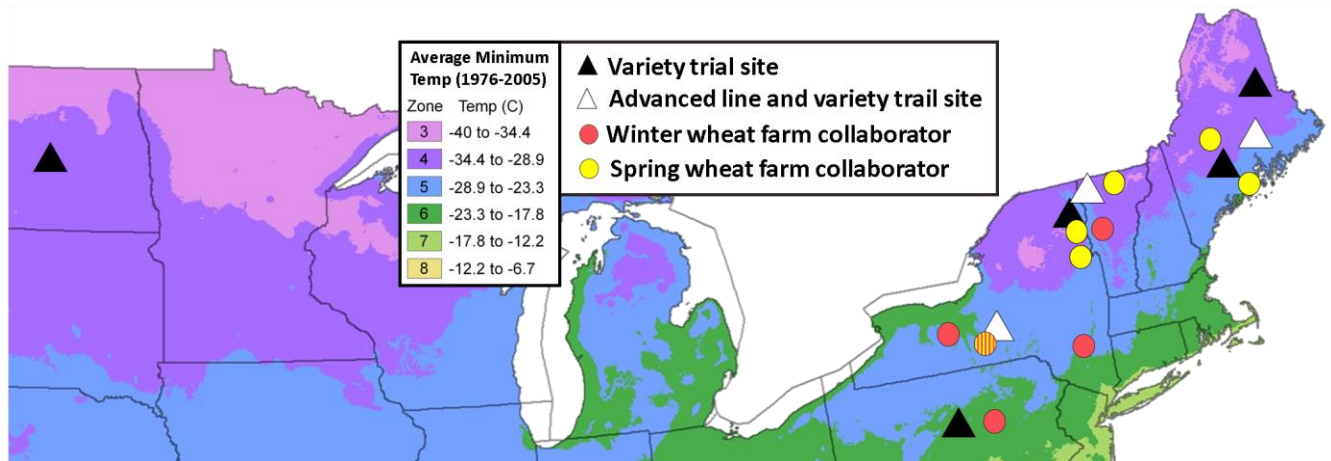 Average Minimum
Temp (1976-2005)
Zone Temp (C)
3 -40 to -34.4
4 -34.4 to -28.9
5 -28.9 to -23.3
6 -23.3 to -17.8
7 -17.8 to -12.2
8 -12.2 to -6.7
Variety trial site
Advanced line and variety trail site
Winter wheat farm collaborator
Spring wheat farm collaborator